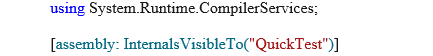 using System.Runtime.CompilerServices;
[assembly: InternalsVisibleTo("QuickTest")]